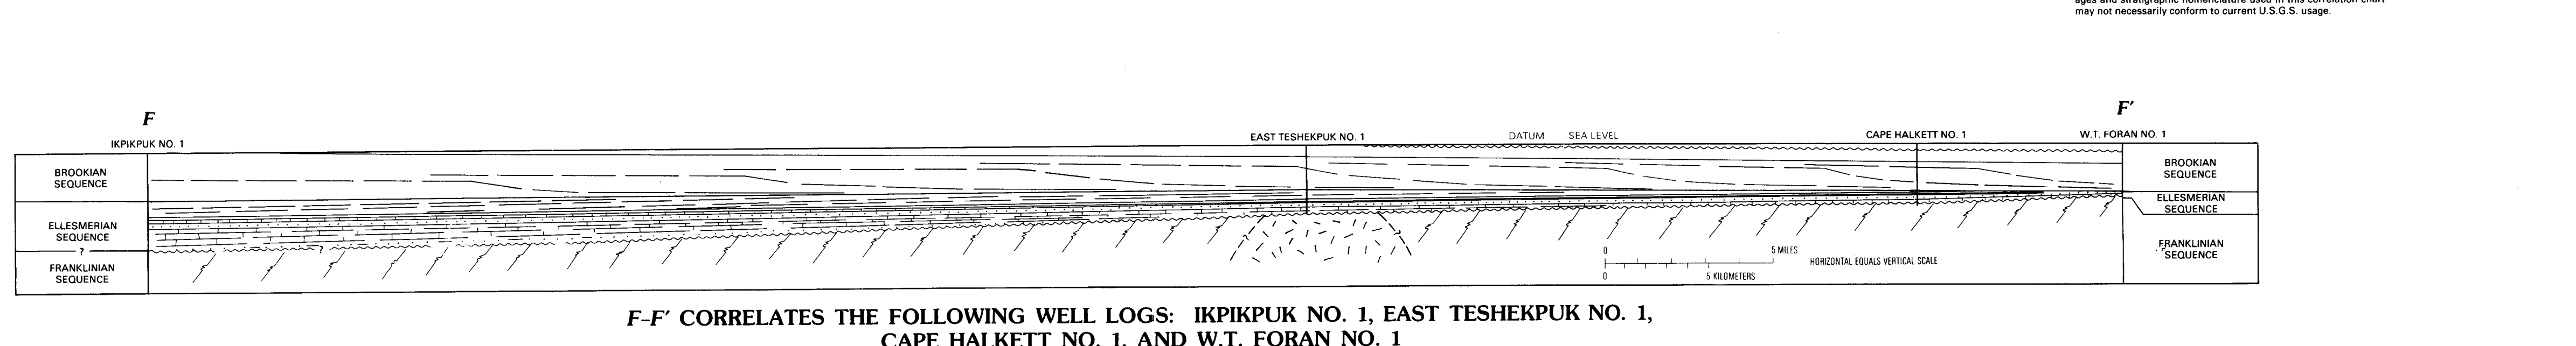 ages and stratigraphic nomenclature used in this correlation chart
may not necessarily conform to current U.S.G.S. usage.
F
F'
IKPIKPUK NO. 1
EAST TESHEKPUK NO. 1
DATUM SEA LEVEL
CAPE HALKETT NO. 1
W.T. FORAN NO. 1
BROOKIAN
SEQUENCE
BROOKIAN
SEQUENCE
ELLESMERIAN
SEQUENCE
ELLESMERIAN
SEQUENCE
?
?
FRANKLINIAN
SEQUENCE
FRANKLINIAN
SEQUENCE
0 5 MILES
0 5 KILOMETERS
HORIZONTAL EQUALS VERTICAL SCALE
F-F' CORRELATES THE FOLLOWING WELL LOGS: IKPIKPUK NO. 1, EAST TESHEKPUK NO. 1,
CAPE HALKETT NO. 1, AND W.T. FORAN NO. 1